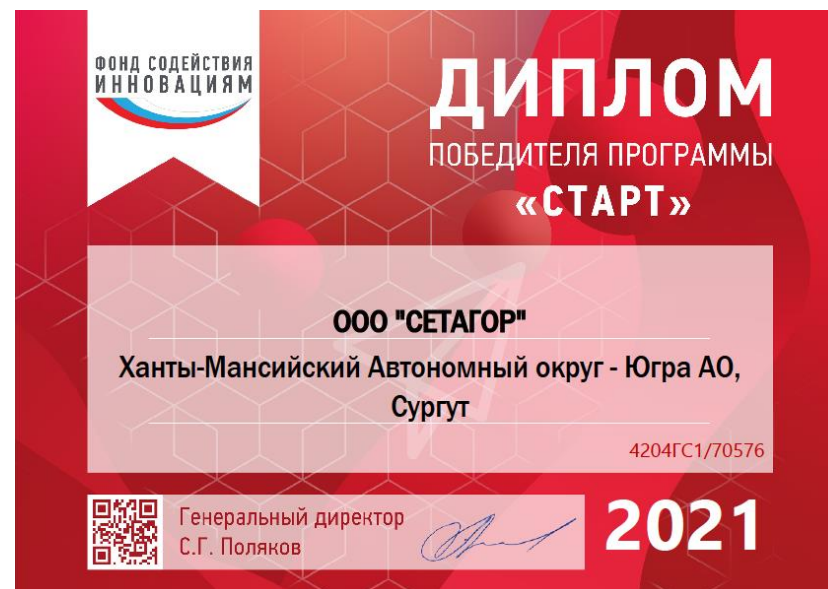 ФОНД СОДЕЙСТВИЯ
ИННОВАЦИЯМ
ДИПЛОМ
ПОБЕДИТЕЛЯ ПРОГРАММЫ
«СТАРТ»
ООО "СЕТАГОР"
Ханты-Мансийский Автономный округ - Югра АО,
Сургут
4204ГС1/70576
Генеральный директор
С.Г. Поляков
2021